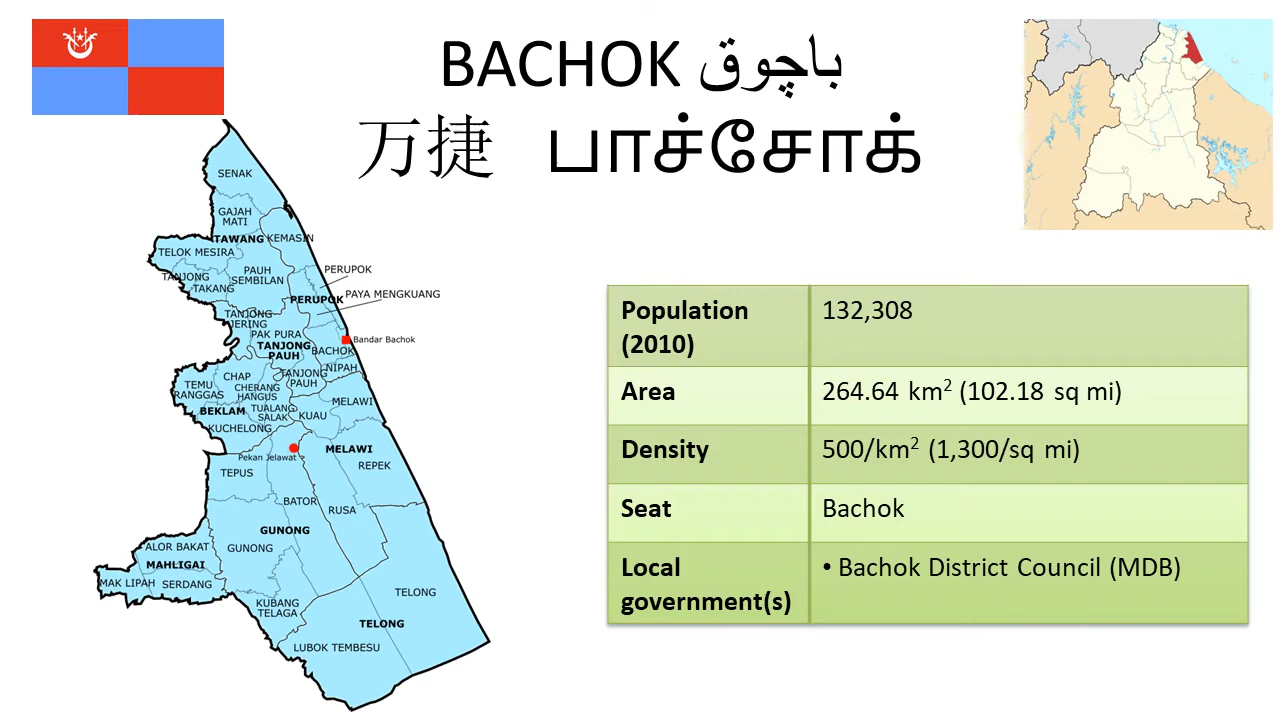 BACHOK باچوق
万捷 பாச்சோக்
SENAK
GAJAH
MATI
TAWANG
KEMASIN
TELOK MESIRA
PERUPOK
TANJONG
PAUH
SEMBILAN
TAKANG
PERUPOK
PAYA MENGKUANG
TANJONG
JERING
PAK PURA
TANJONG
PAUH
Bandar Bachok
BACHOK
NIPAH
CHAP
TANJONG
PAUH
TEMU
RANGGAS
CHERANG
HANGUS
BEKLAM
TUALANG
SALAK
KUAU
MELAWI
KUCHELONG
MELAWI
Pekan Jelawat
TEPUS
REPEK
BATOR
RUSA
GUNONG
GUNONG
ALOR BAKAT
MAHLIGAI
MAK LIPAH
SERDANG
TELONG
KUBANG
TELAGA
TELONG
LUBOK TEMBESU
Population
(2010)
132,308
Area
264.64 km² (102.18 sq mi)
Density
500/km² (1,300/sq mi)
Seat
Bachok
Local
government(s)
• Bachok District Council (MDB)